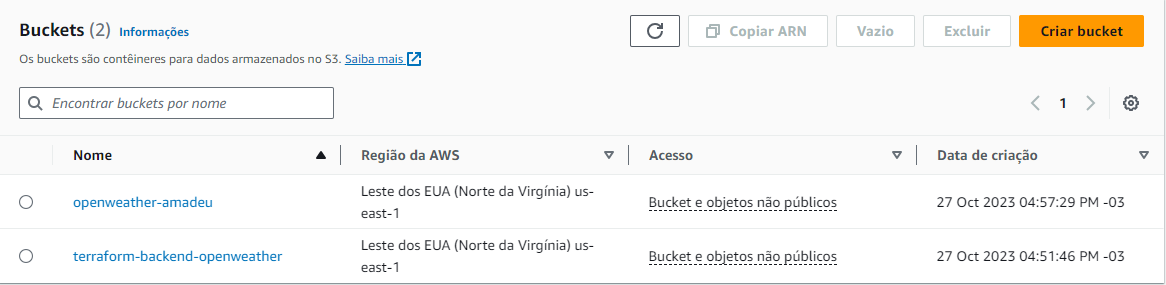 Buckets (2) Informações
Copiar ARN
Vazio
Excluir
Criar bucket
Os buckets são contêineres para dados armazenados no S3. Saiba mais
Encontrar buckets por nome
1
Nome
Região da AWS
Acesso
Data de criação
openweather-amadeu
Leste dos EUA (Norte da Virgínia) us-
east-1
Bucket e objetos não públicos
27 Oct 2023 04:57:29 PM -03
terraform-backend-openweather
Leste dos EUA (Norte da Virgínia) us-
east-1
Bucket e objetos não públicos
27 Oct 2023 04:51:46 PM -03